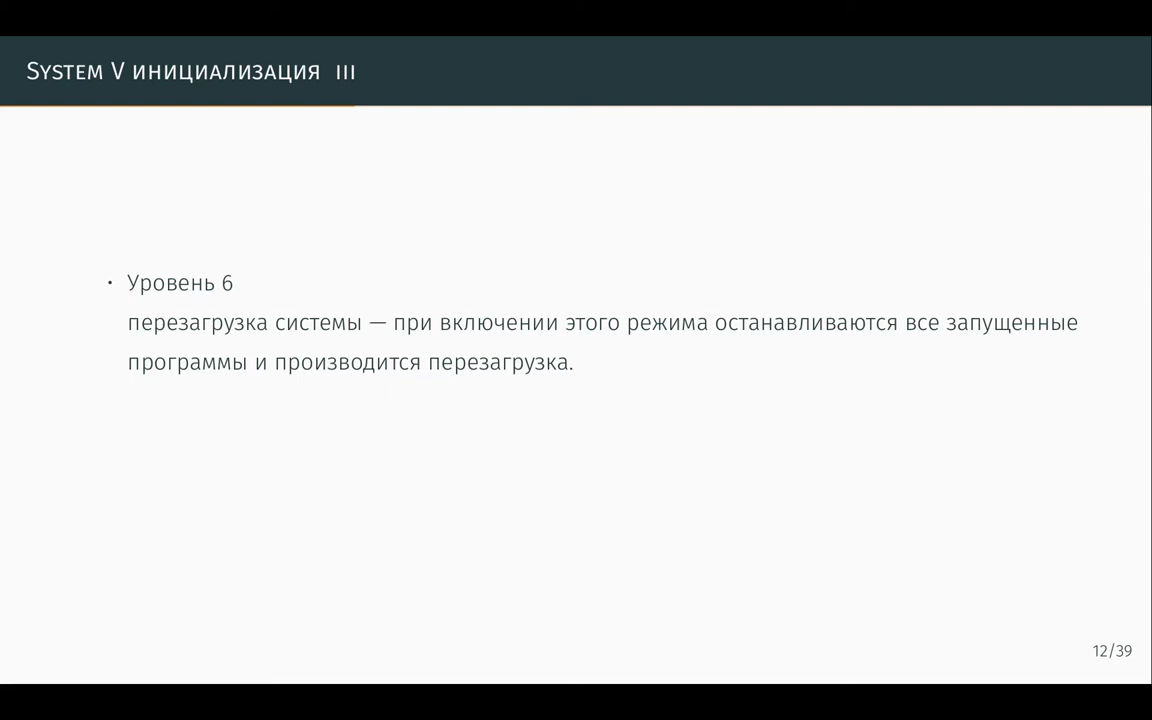 System V инициализация III
• Уровень 6
перезагрузка системы — при включении этого режима останавливаются все запущенные
программы и производится перезагрузка.
12/39